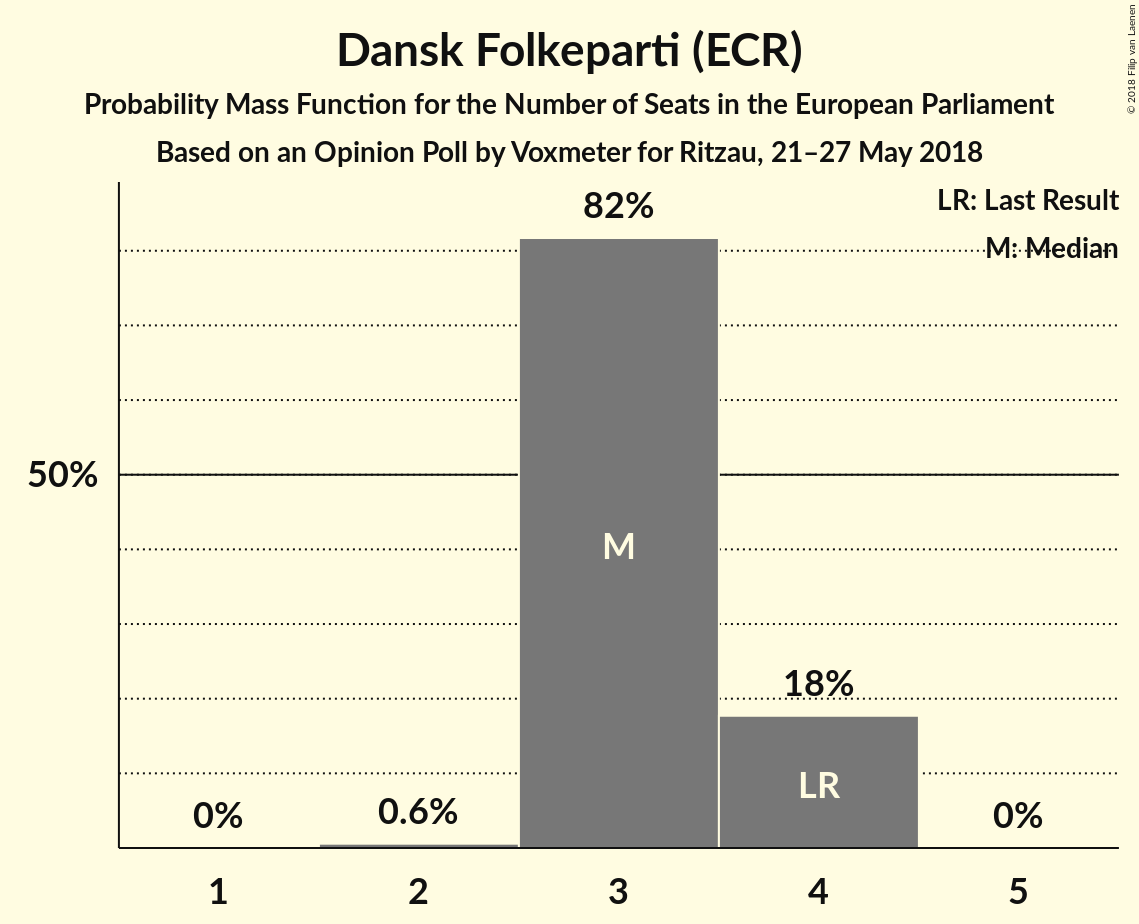 Dansk Folkeparti (ECR)
Probability Mass Function for the Number of Seats in the European Parliament
Based on an Opinion Poll by Voxmeter for Ritzau, 21–27 May 2018
© 2018 Filip van Laenen
LR: Last Result
M: Median
82%
50%
M
18%
LR
0%
0.6%
0%
1
2
3
4
5